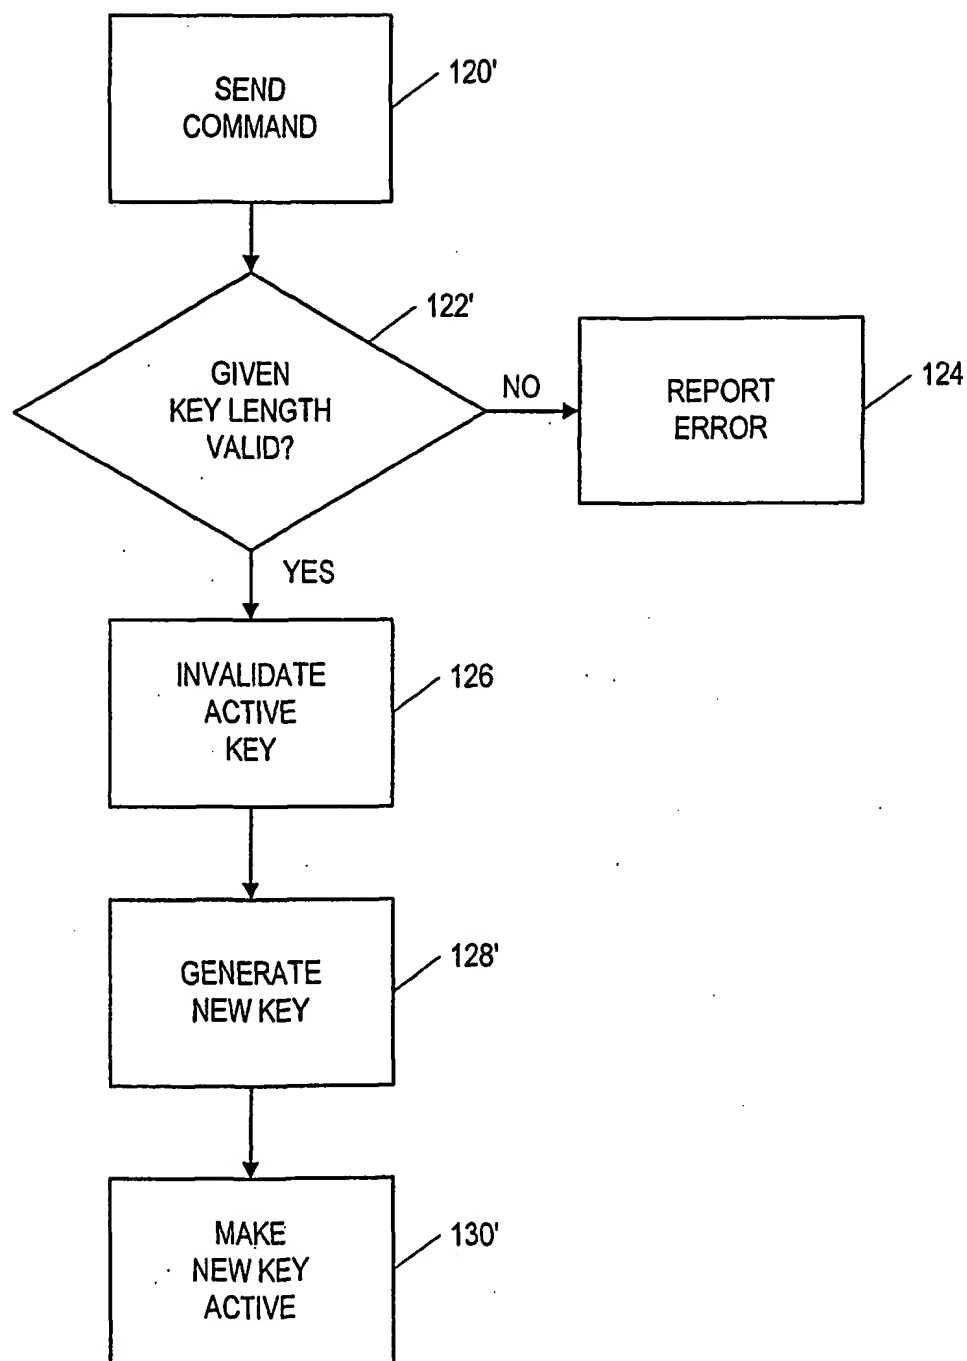 SEND
COMMAND
120'
GIVEN
KEY LENGTH
VALID?
122'
NO
REPORT
ERROR
124
YES
INVALIDATE
ACTIVE
KEY
126
GENERATE
NEW KEY
128'
MAKE
NEW KEY
ACTIVE
130'